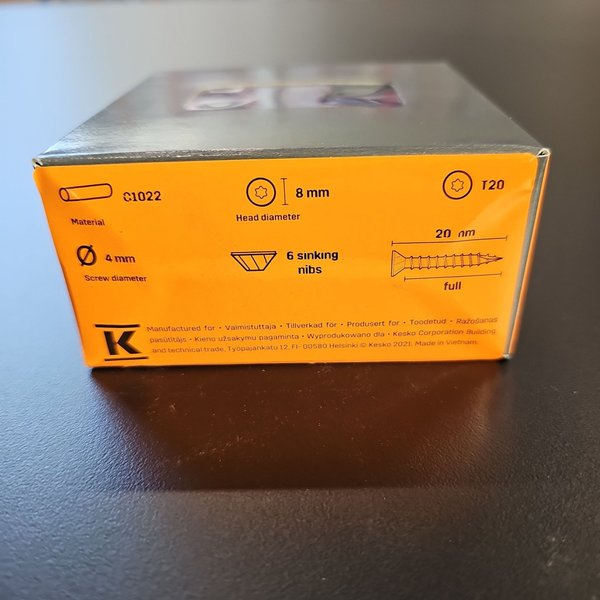 C1022
Material
8 mm
Head diameter
T20
Ø 4 mm
Screw diameter
6 sinking
nibs
20 mm
full
K
Manufactured for • Valmistuttaja • Tillverkad för • Produsert for • Toodetud • Ražošanas
pasūtītājs • Kieno užsakymu pagaminta • Wyprodukowano dla • Kesko Corporation Building
and technical trade, Työpajankatu 12, FI-00580 Helsinki © Kesko 2021. Made in Vietnam.